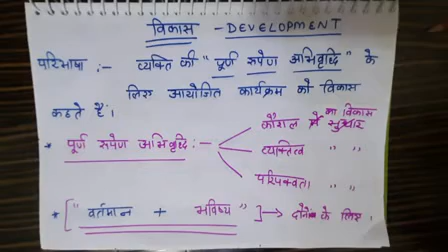 विकास - DEVELOPMENT
परिभाषा :- व्यक्ति की "पूर्ण रुपेण अभिवृद्धि" के
लिए आयोजित कार्यक्रम को विकास
कहते हैं।
* पूर्ण रुपेण अभिवृद्धि :- कौशल का विकास
व्यक्तित्व " "
परिपक्वता " "
* ["वर्तमान + भविष्य"] → दोनों के लिए।